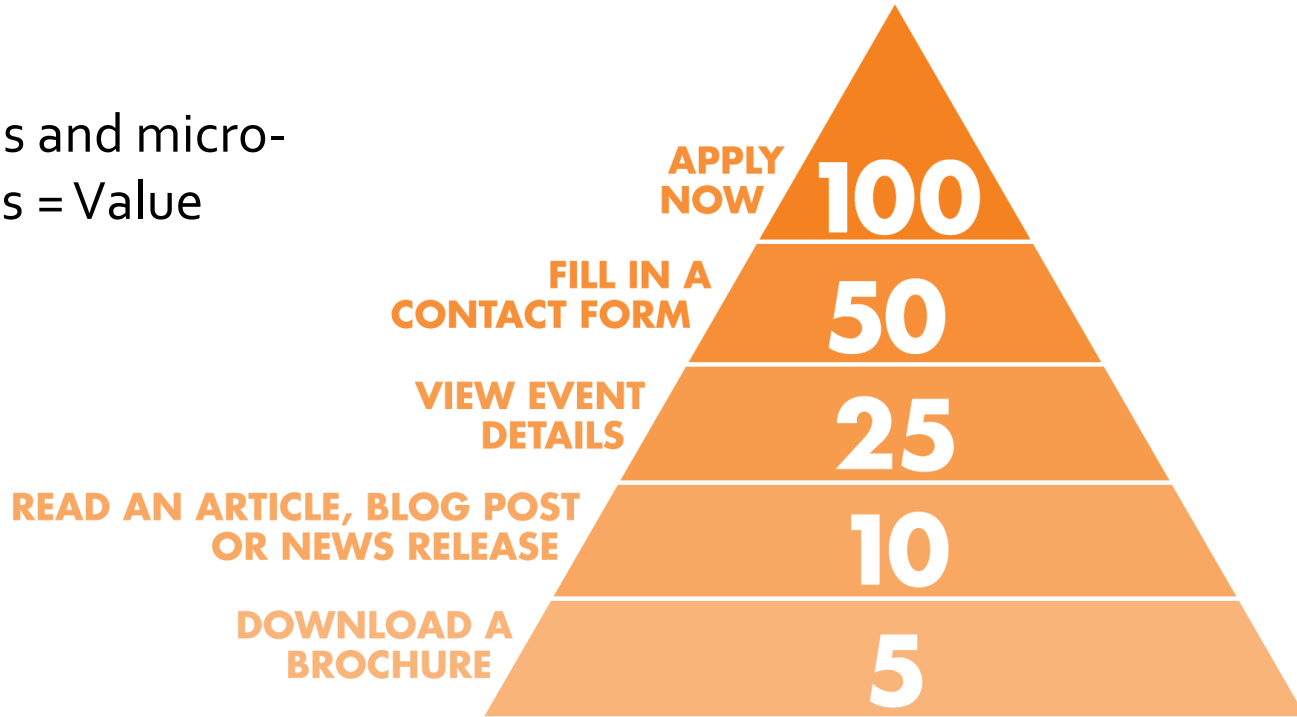 s and micro-
s = Value
APPLY
NOW
100
FILL IN A
CONTACT FORM
50
VIEW EVENT
DETAILS
25
READ AN ARTICLE, BLOG POST
OR NEWS RELEASE
10
DOWNLOAD A
BROCHURE
5